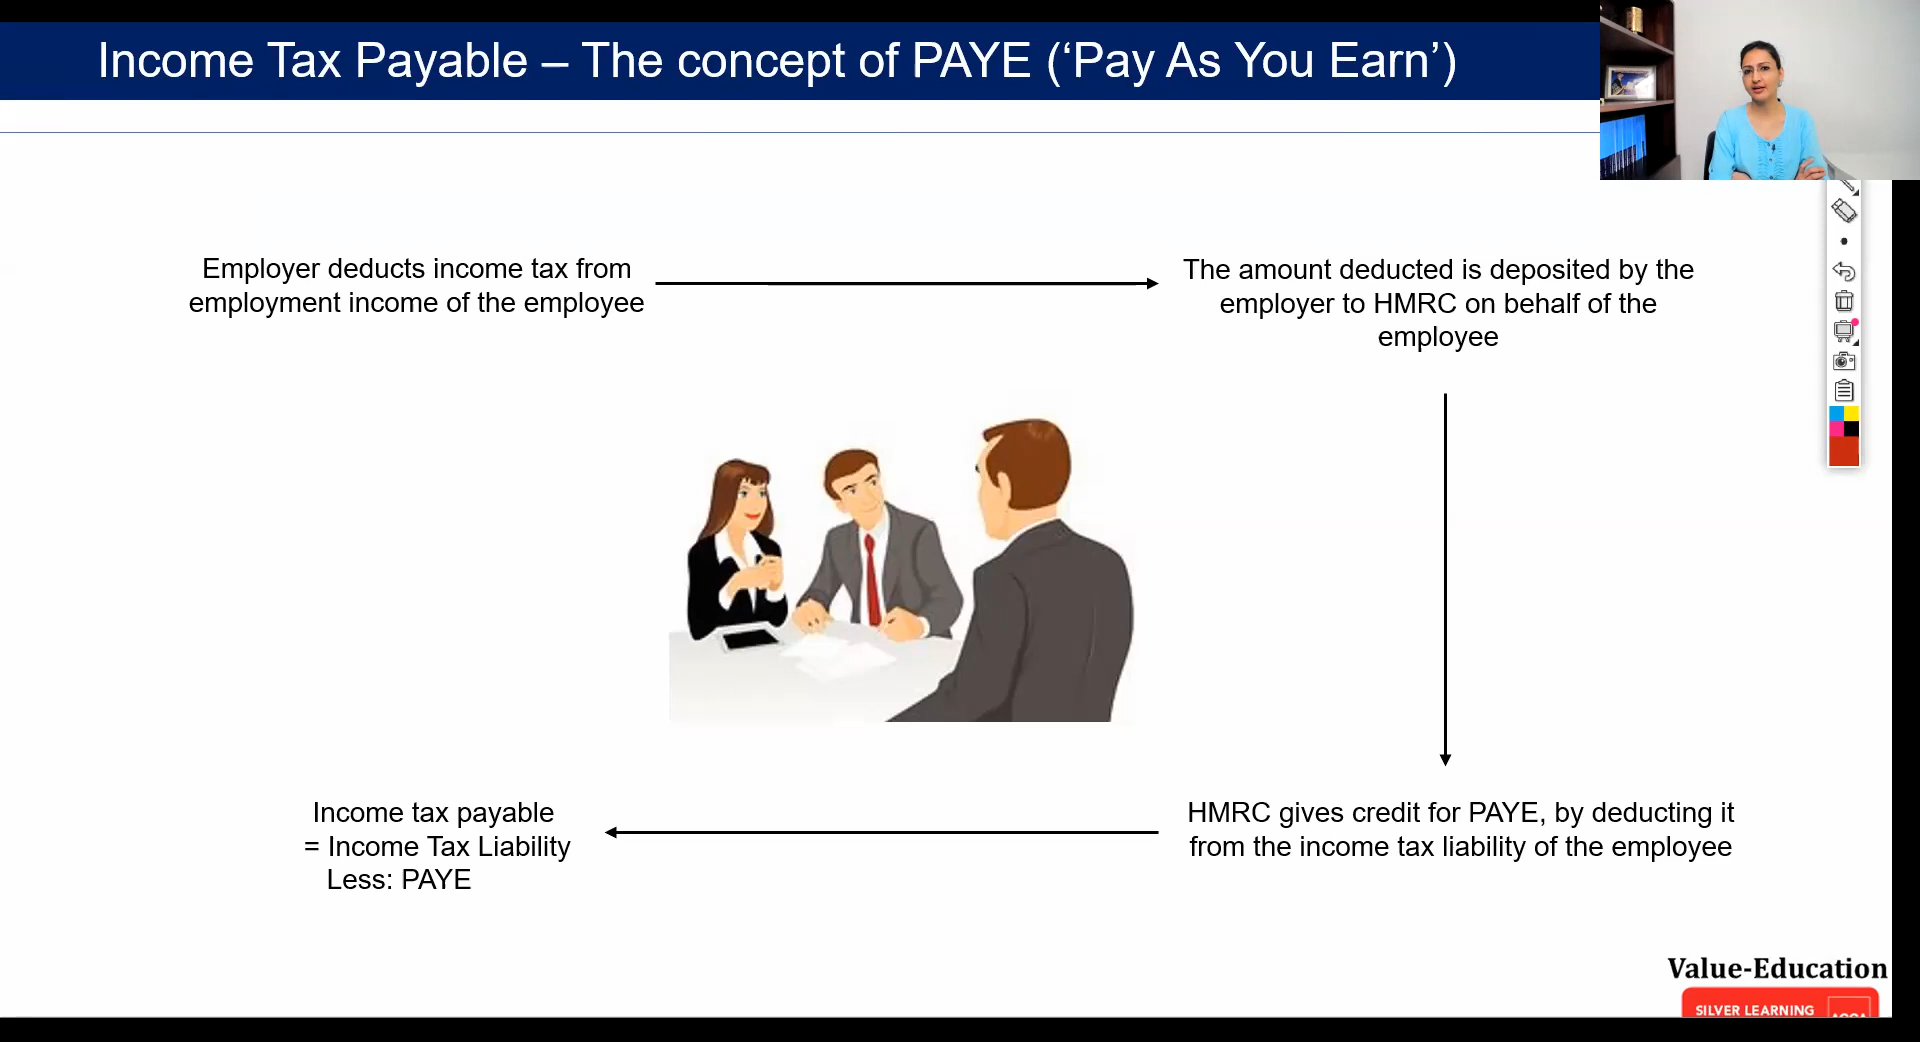 Income Tax Payable – The concept of PAYE (‘Pay As You Earn’)
Employer deducts income tax from
employment income of the employee
The amount deducted is deposited by the
employer to HMRC on behalf of the
employee
HMRC gives credit for PAYE, by deducting it
from the income tax liability of the employee
Income tax payable
= Income Tax Liability
Less: PAYE
Value-Education
SILVER LEARNING